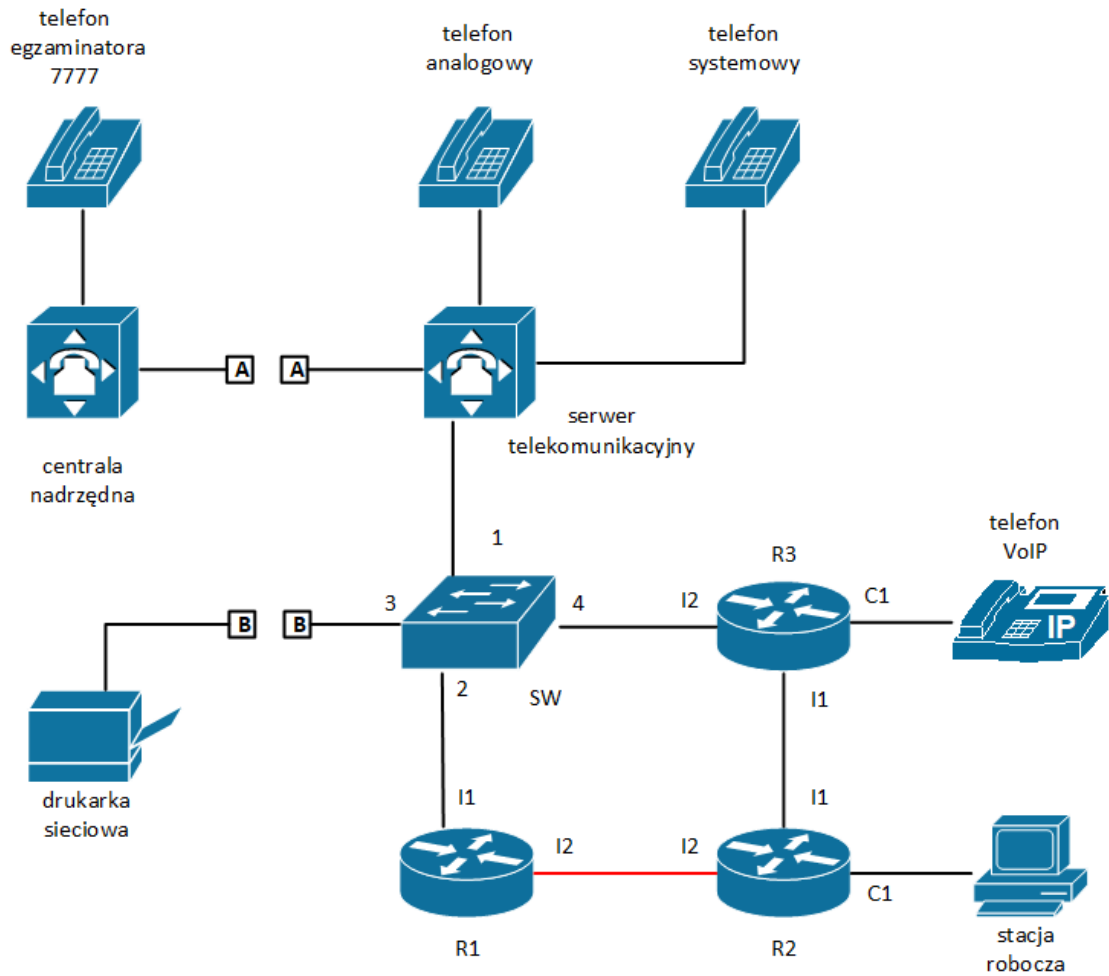 telefon
egzaminatora
7777
telefon
analogowy
telefon
systemowy
A
A
serwer
telekomunikacyjny
centrala
nadrzędna
telefon
VoIP
1
R3
3
4
I2
C1
B
B
IP
2
SW
I1
drukarka
sieciowa
I1
I1
I2
I2
C1
R1
R2
stacja
robocza